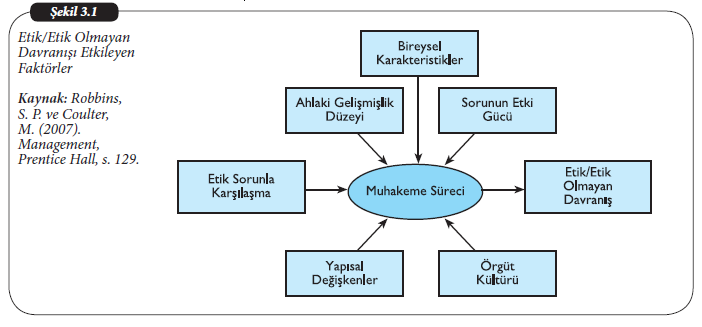 Şekil 3.1
Etik/Etik Olmayan
Davranışı Etkileyen
Faktörler
Kaynak: Robbins,
S. P. ve Coulter,
M. (2007).
Management,
Prentice Hall, s. 129.
Bireysel
Karakteristikler
Ahlaki Gelişmişlik
Düzeyi
Sorunun Etki
Gücü
Etik Sorunla
Karşılaşma
Muhakeme Süreci
Etik/Etik
Olmayan
Davranış
Yapısal
Değişkenler
Örgüt
Kültürü